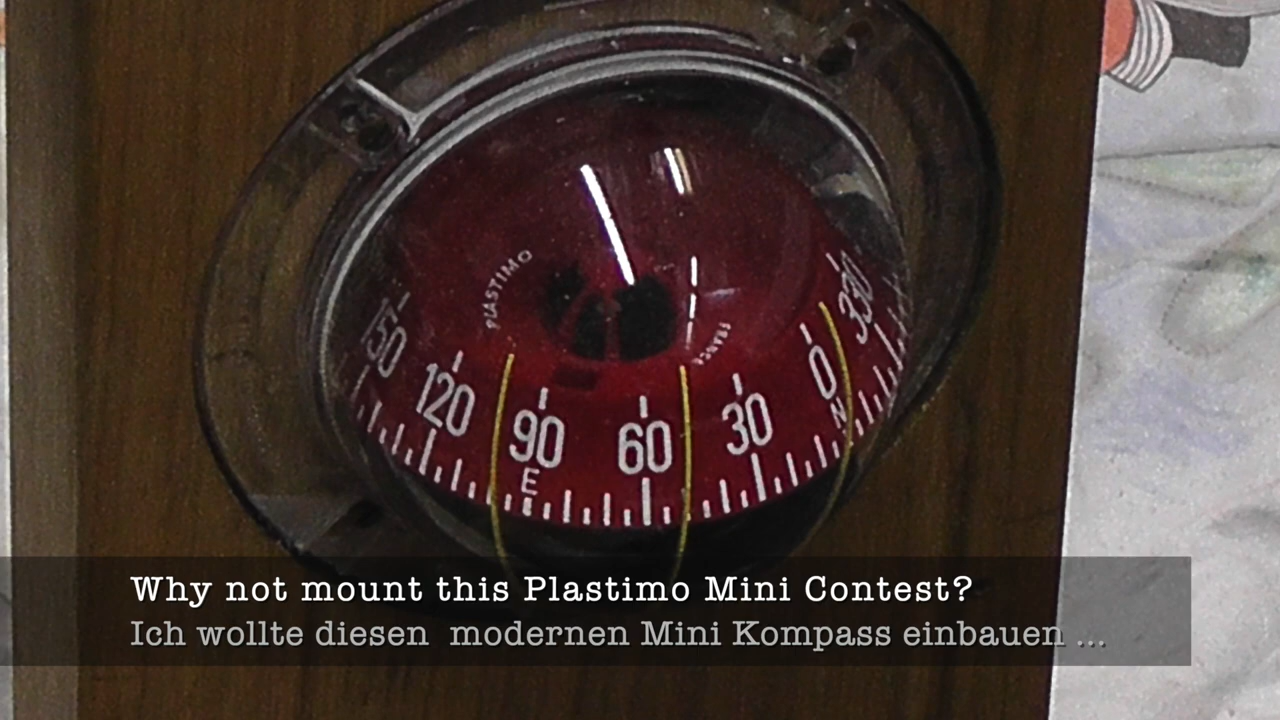 PLASTIMO
FRANCE
150 120 90 60 30 0 330
E N
Why not mount this Plastimo Mini Contest?
Ich wollte diesen modernen Mini Kompass einbauen ...